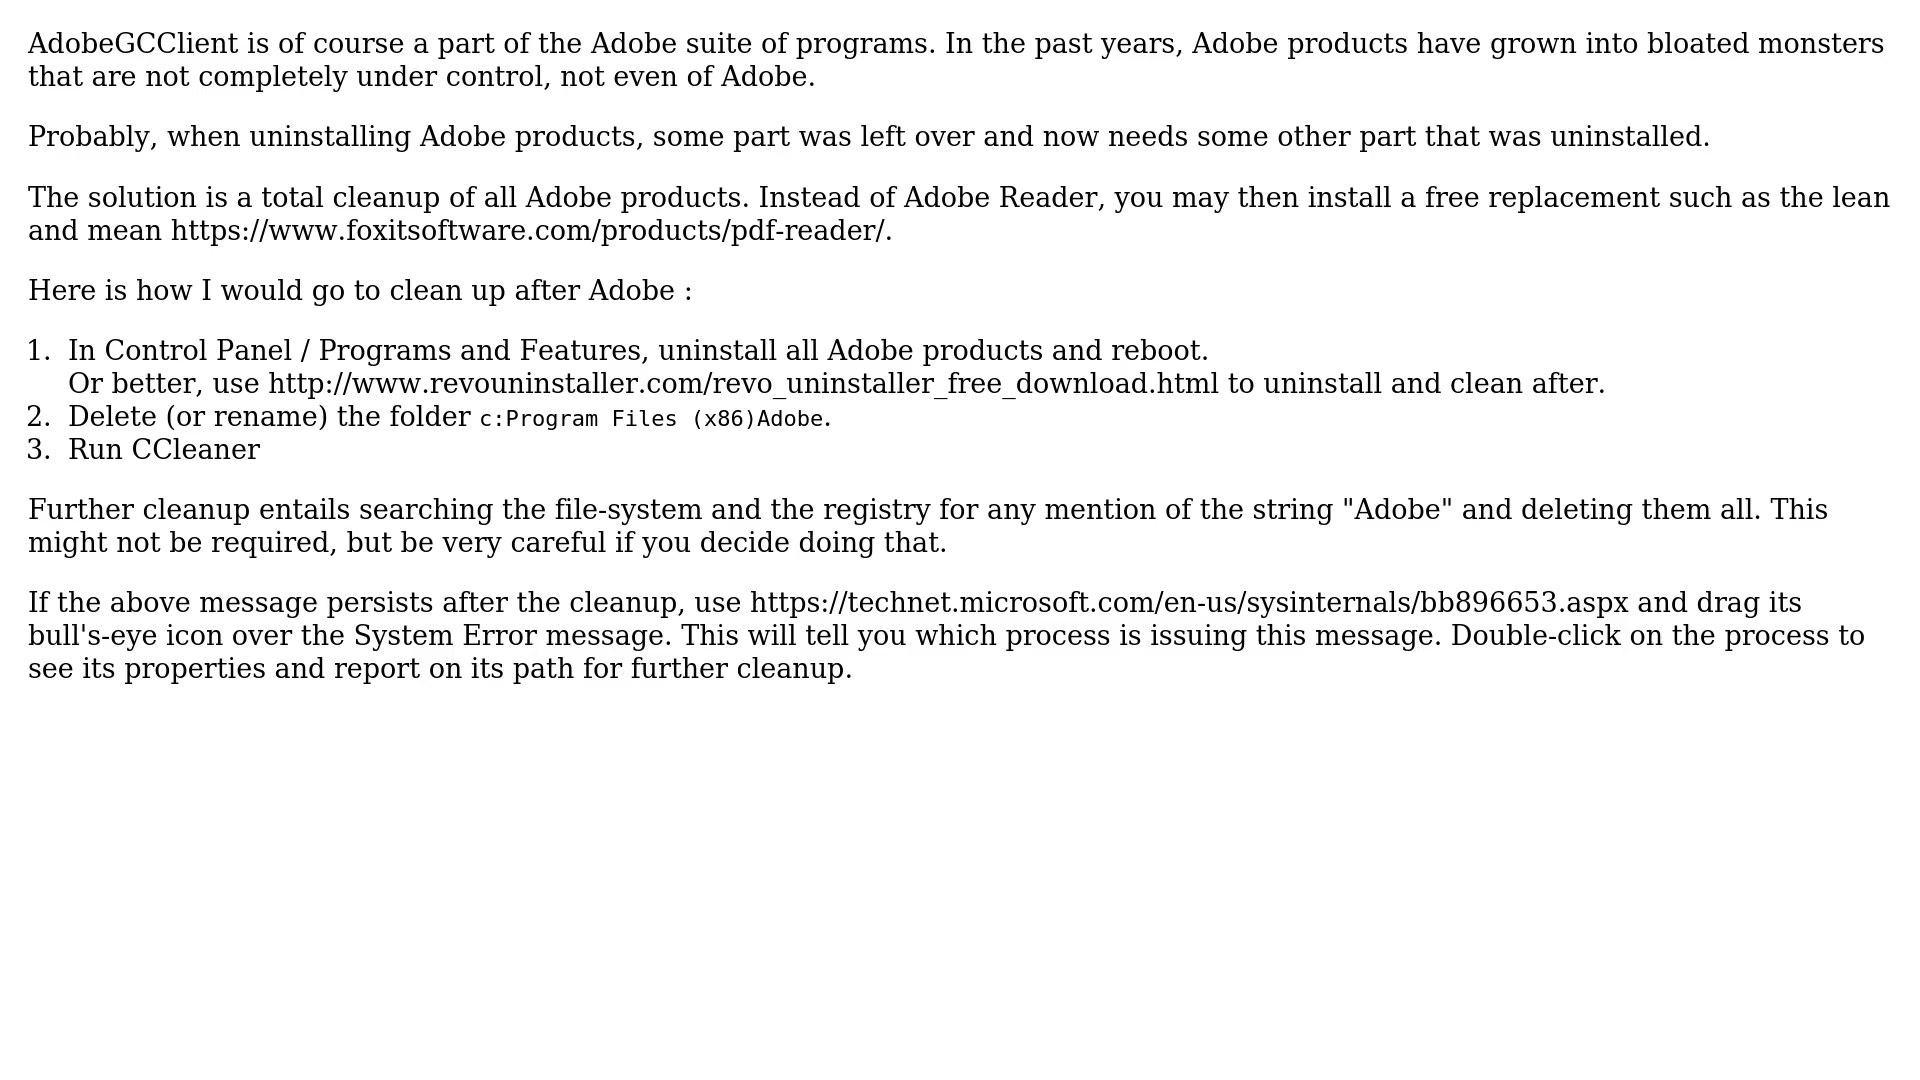 AdobeGCClient is of course a part of the Adobe suite of programs. In the past years, Adobe products have grown into bloated monsters
that are not completely under control, not even of Adobe.
Probably, when uninstalling Adobe products, some part was left over and now needs some other part that was uninstalled.
The solution is a total cleanup of all Adobe products. Instead of Adobe Reader, you may then install a free replacement such as the lean
and mean https://www.foxitsoftware.com/products/pdf-reader/.
Here is how I would go to clean up after Adobe :
1. In Control Panel / Programs and Features, uninstall all Adobe products and reboot.
Or better, use http://www.revouninstaller.com/revo_uninstaller_free_download.html to uninstall and clean after.
2. Delete (or rename) the folder c:Program Files (x86)Adobe.
3. Run CCleaner
Further cleanup entails searching the file-system and the registry for any mention of the string "Adobe" and deleting them all. This
might not be required, but be very careful if you decide doing that.
If the above message persists after the cleanup, use https://technet.microsoft.com/en-us/sysinternals/bb896653.aspx and drag its
bull's-eye icon over the System Error message. This will tell you which process is issuing this message. Double-click on the process to
see its properties and report on its path for further cleanup.